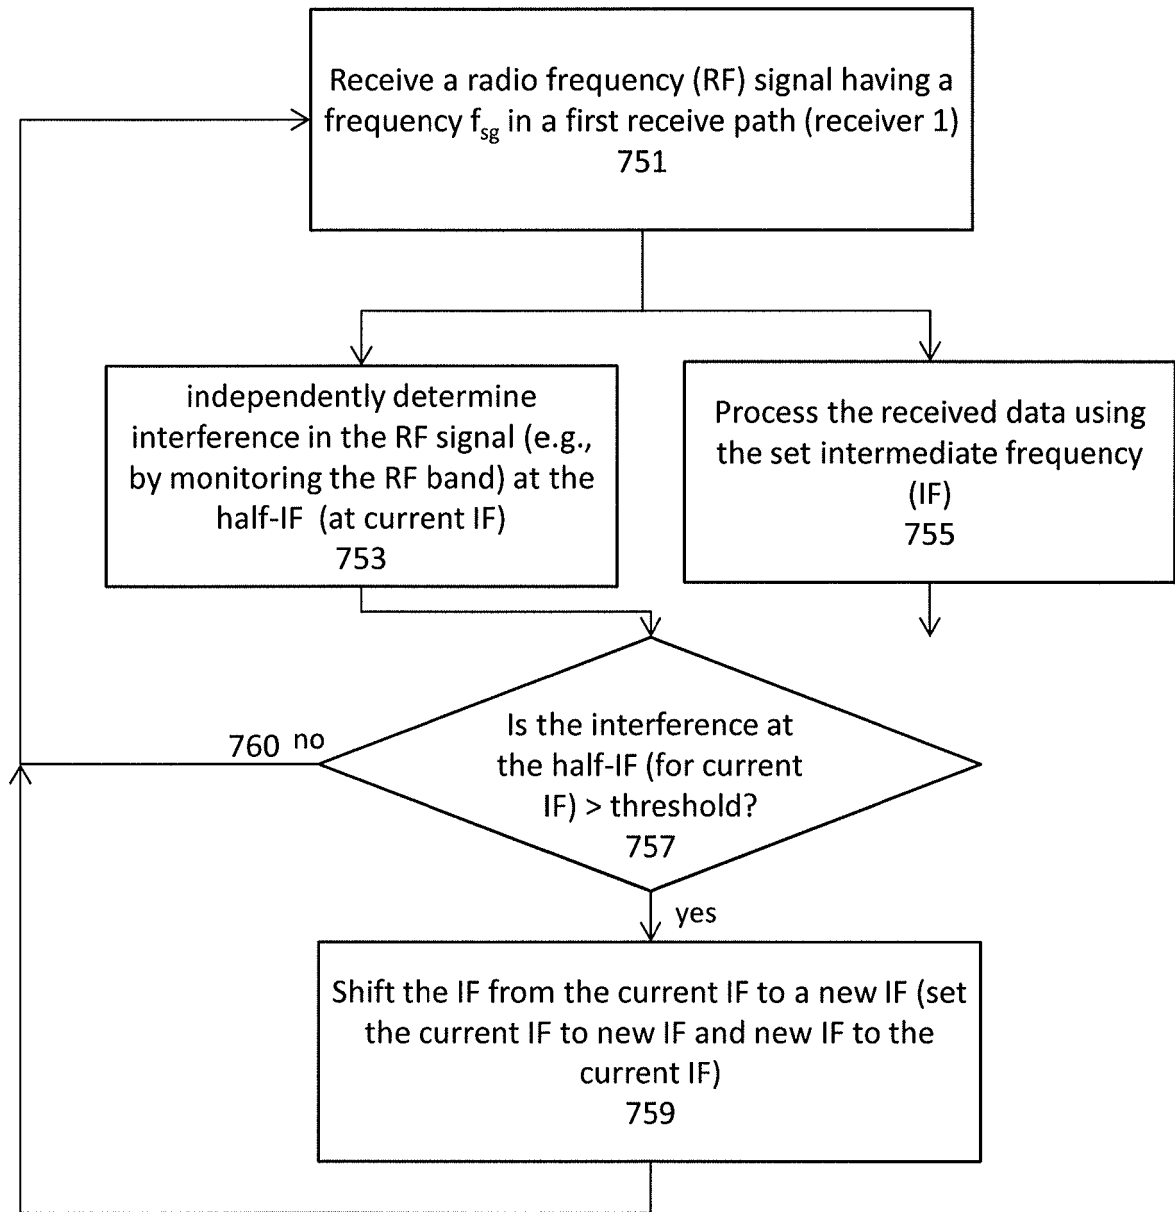 Receive a radio frequency (RF) signal having a
frequency fsg in a first receive path (receiver 1)
751
independently determine
interference in the RF signal (e.g.,
by monitoring the RF band) at the
half-IF (at current IF)
753
Process the received data using
the set intermediate frequency
(IF)
755
760 no
Is the interference at
the half-IF (for current
IF) > threshold?
757
yes
Shift the IF from the current IF to a new IF (set
the current IF to new IF and new IF to the
current IF)
759